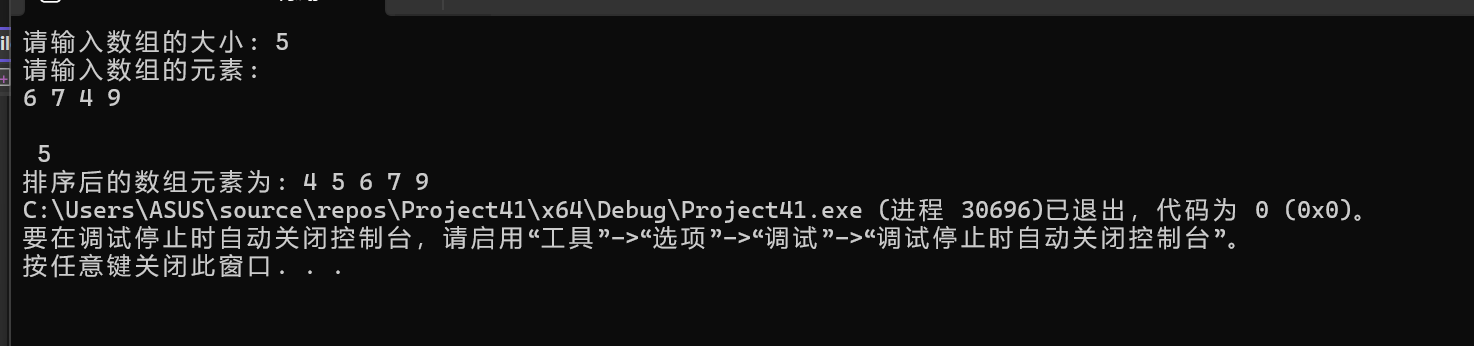 请输入数组的大小：5
请输入数组的元素：
6 7 4 9
5
排序后的数组元素为：4 5 6 7 9
C:\Users\ASUS\source\repos\Project41\x64\Debug\Project41.exe (进程 30696)已退出，代码为 0 (0x0)。
要在调试停止时自动关闭控制台，请启用“工具”->“选项”->“调试”->“调试停止时自动关闭控制台”。
按任意键关闭此窗口. . .